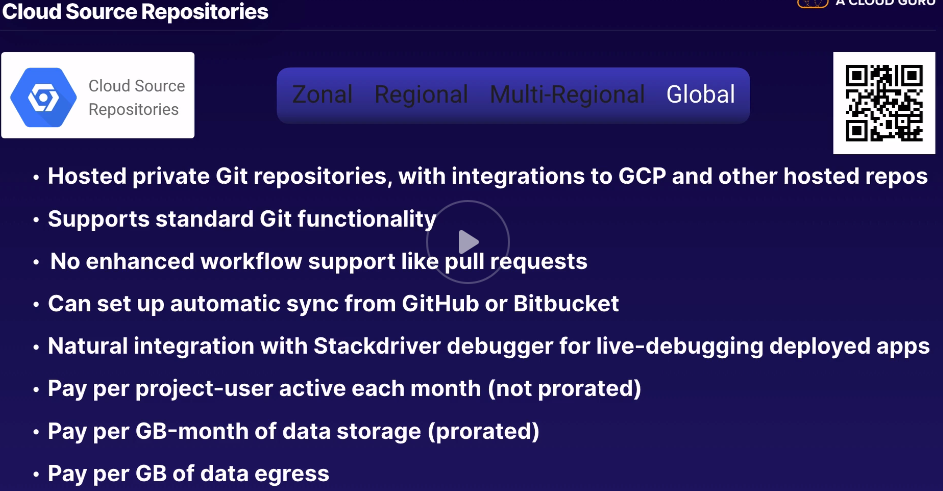 Cloud Source Repositories
A CLOUD GURU
Cloud Source
Repositories
Zonal Regional Multi-Regional Global
• Hosted private Git repositories, with integrations to GCP and other hosted repos
• Supports standard Git functionality
• No enhanced workflow support like pull requests
• Can set up automatic sync from GitHub or Bitbucket
• Natural integration with Stackdriver debugger for live-debugging deployed apps
• Pay per project-user active each month (not prorated)
• Pay per GB-month of data storage (prorated)
• Pay per GB of data egress